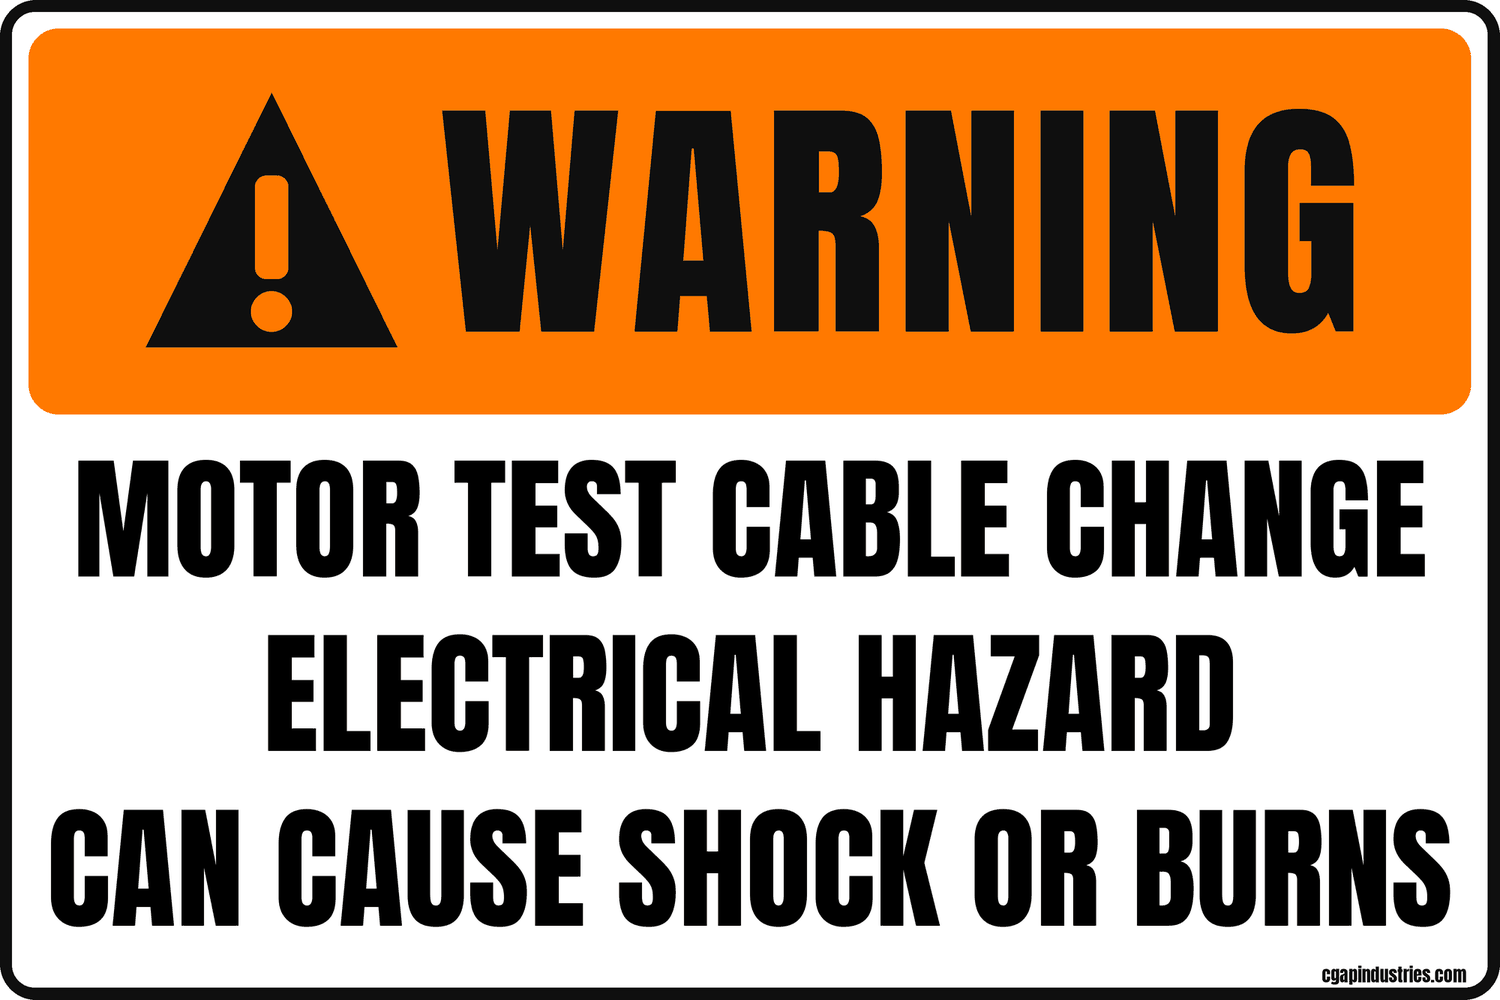 WARNING
MOTOR TEST CABLE CHANGE
ELECTRICAL HAZARD
CAN CAUSE SHOCK OR BURNS
cgapindustries.com